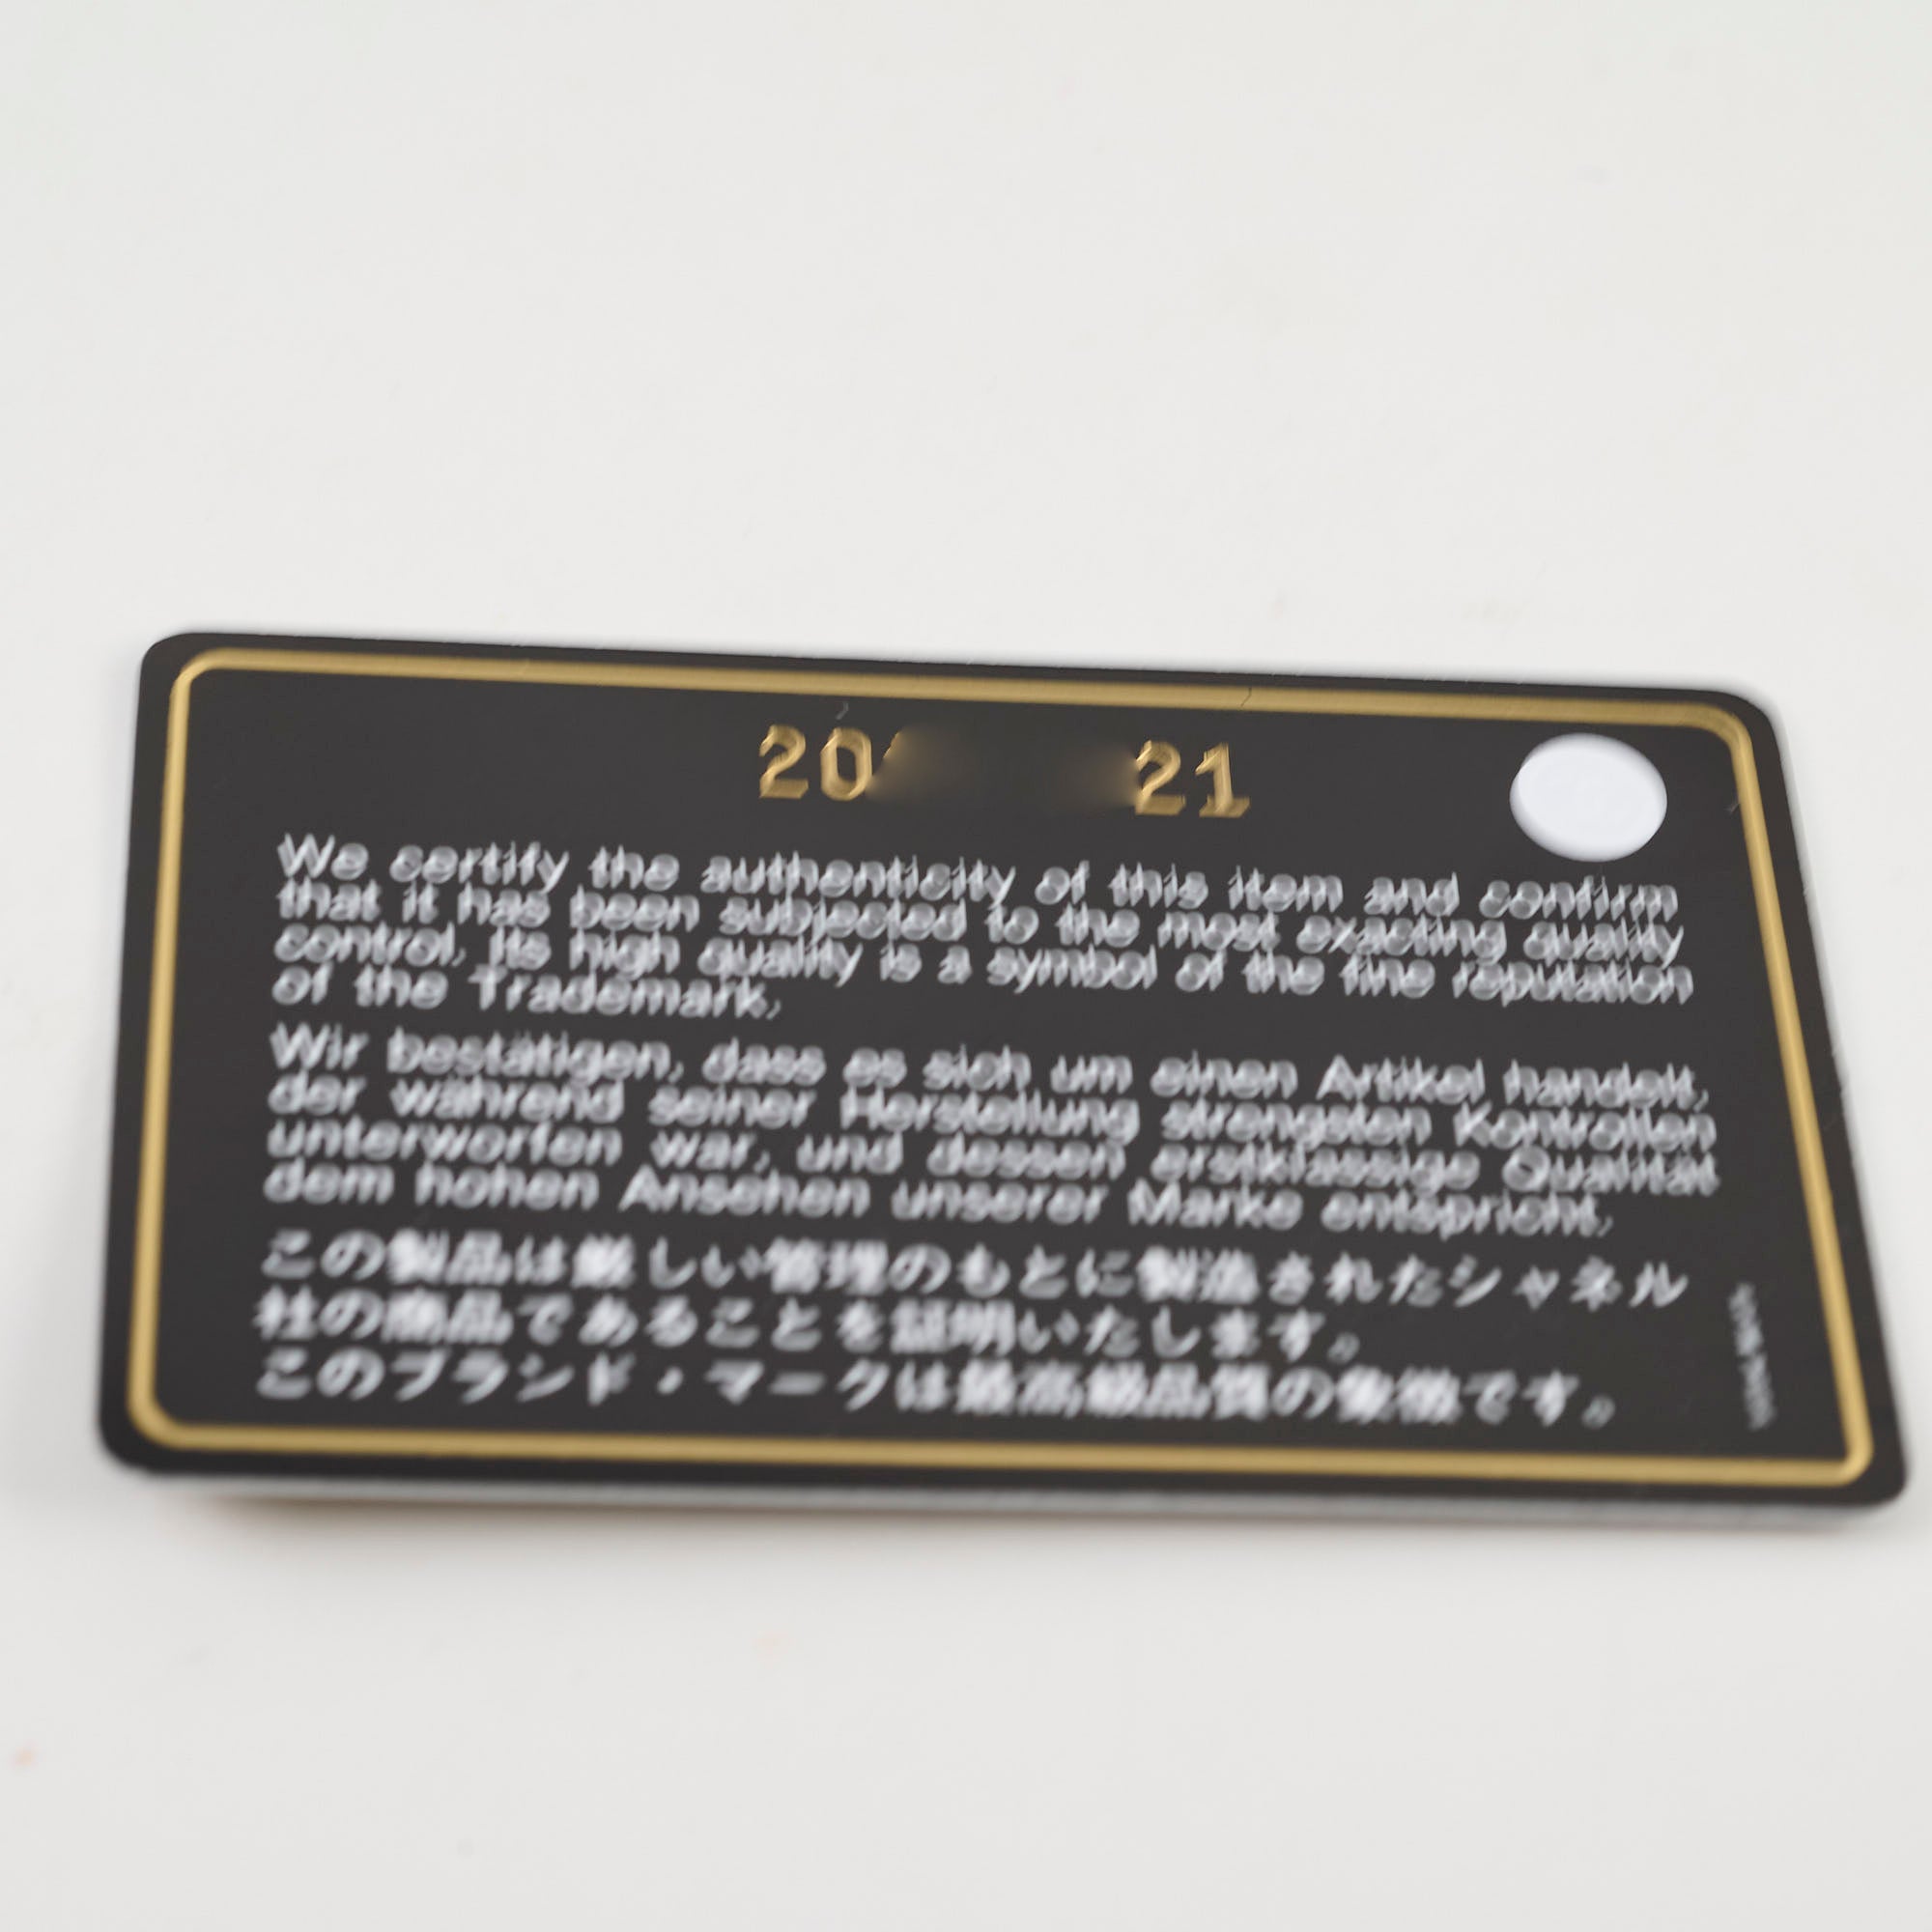 20 21
We certify the authenticity of this item and confirm
that it has been subjected to the most exacting quality
control. Its high quality is a symbol of the fine reputation
of the Trademark.
Wir bestätigen, dass es sich um einen Artikel handelt,
der während seiner Herstellung strengsten Kontrollen
unterworfen war, und dessen erstklassige Qualität
dem hohen Ansehen unserer Marke entspricht.
この製品は厳しい管理のもとに製造されたシャネル
社の商品であることを証明いたします。
このブランド・マークは最高級品質の象徴です。